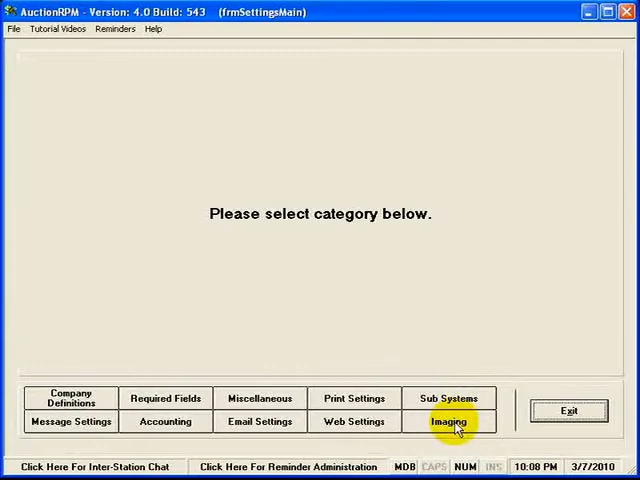 AuctionRPM - Version: 4.0 Build: 543 (frmSettingsMain)
File Tutorial Videos Reminders Help
Please select category below.
Company Definitions Required Fields Miscellaneous Print Settings Sub Systems
Message Settings Accounting Email Settings Web Settings Imaging
Exit
Click Here For Inter-Station Chat Click Here For Reminder Administration MDB CAPS NUM INS 10:08 PM 3/7/2010